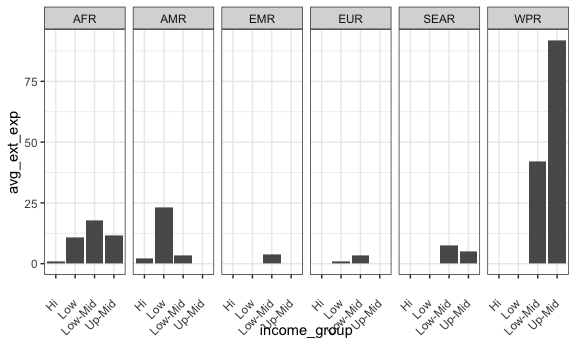 AFR AMR EMR EUR SEAR WPR
avg_ext_exp
75
50
25
0
Hi Low Low-Mid Up-Mid Hi Low Low-Mid Up-Mid Hi Low Low-Mid Up-Mid Hi Low Low-Mid Up-Mid Hi Low Low-Mid Up-Mid Hi Low Low-Mid Up-Mid
income_group